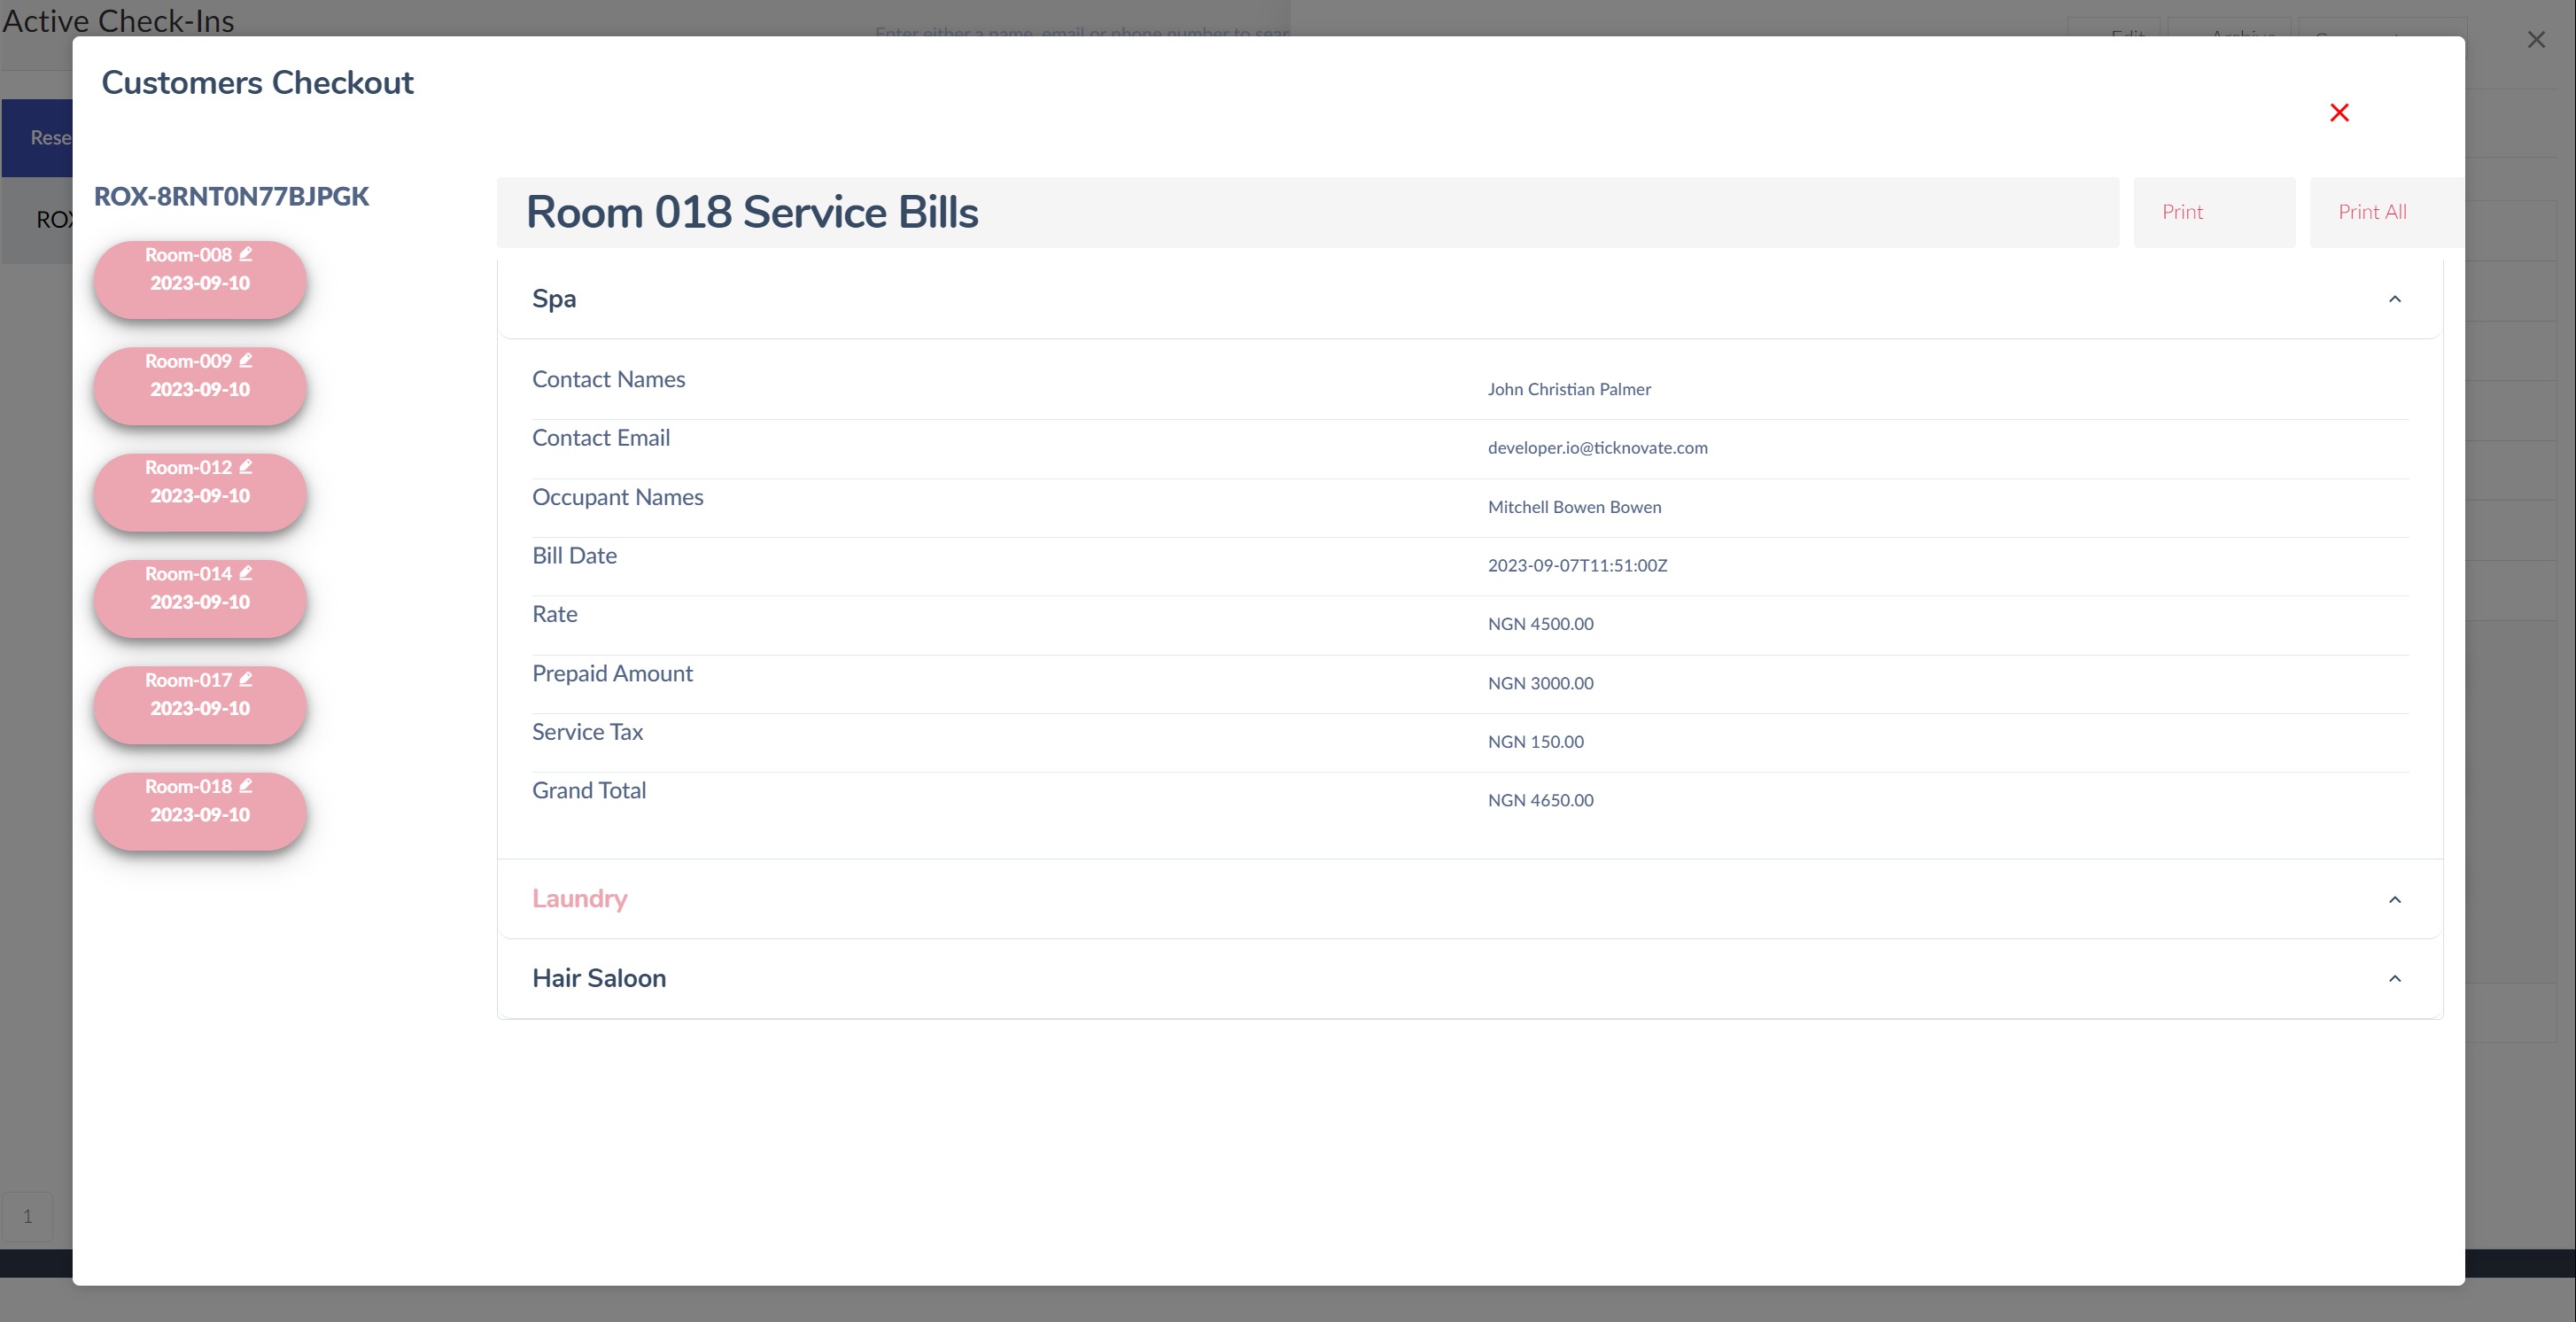 Active Check-Ins
Enter either a name, email or phone number to sear
Edit
Archive
Customers Checkout
Rese
ROX
ROX-8RNT0N77BJPGK
Room-008
2023-09-10
Room-009
2023-09-10
Room-012
2023-09-10
Room-014
2023-09-10
Room-017
2023-09-10
Room-018
2023-09-10
Room 018 Service Bills
Print
Print All
Spa
Contact Names
John Christian Palmer
Contact Email
developer.io@ticknovate.com
Occupant Names
Mitchell Bowen Bowen
Bill Date
2023-09-07T11:51:00Z
Rate
NGN 4500.00
Prepaid Amount
NGN 3000.00
Service Tax
NGN 150.00
Grand Total
NGN 4650.00
Laundry
Hair Saloon
1